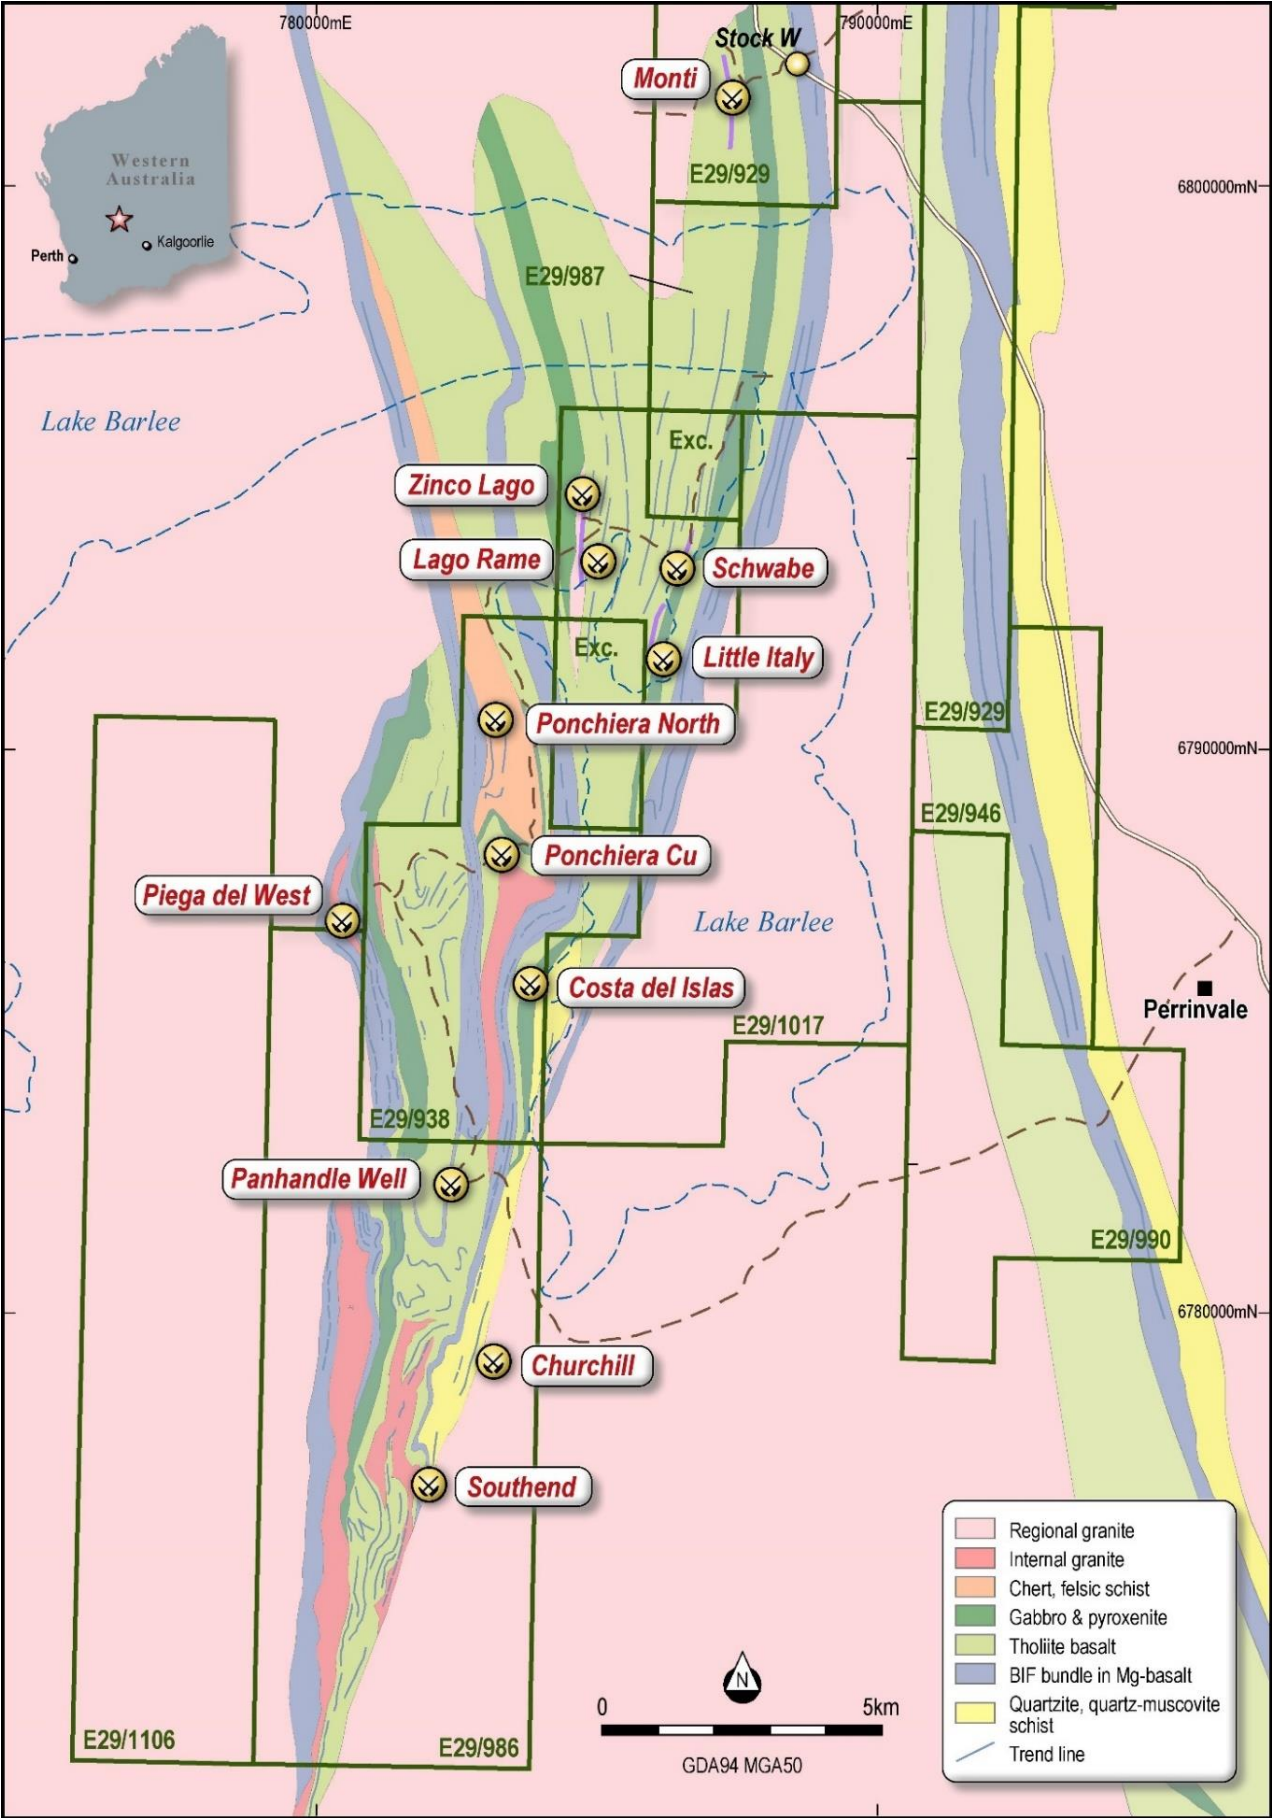 780000mE
790000mE
Stock W
Monti
Western
Australia
Kalgoorlie
Perth
E29/929
6800000mN
E29/987
Lake Barlee
Exc.
Zinco Lago
Lago Rame
Schwabe
Exc.
Little Italy
E29/929
Ponchiera North
6790000mN
E29/946
Ponchiera Cu
Piega del West
Lake Barlee
Costa del Islas
Perrinvale
E29/1017
E29/938
Panhandle Well
E29/990
6780000mN
Churchill
Southend
Regional granite
Internal granite
Chert, felsic schist
Gabbro & pyroxenite
Tholiite basalt
BIF bundle in Mg-basalt
Quartzite, quartz-muscovite
schist
Trend line
N
0
5km
GDA94 MGA50
E29/1106
E29/986